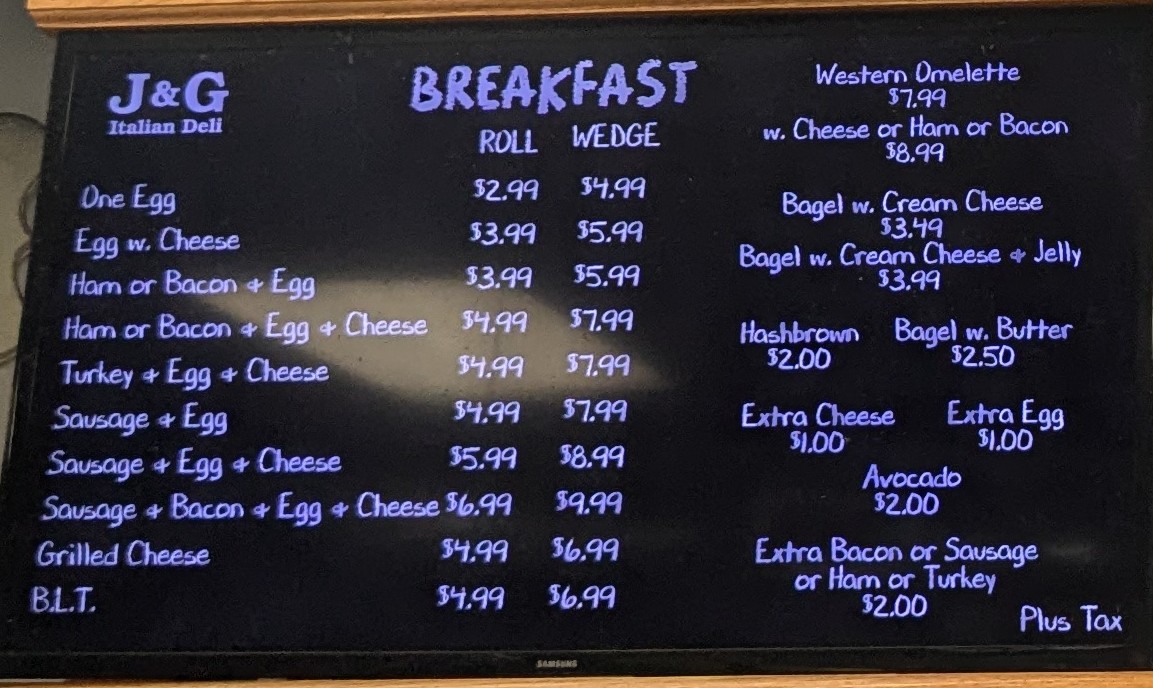 J&G
Italian Deli
BREAKFAST
ROLL WEDGE
One Egg $2.99 $4.99
Egg w. Cheese $3.99 $5.99
Ham or Bacon + Egg $3.99 $5.99
Ham or Bacon + Egg + Cheese $4.99 $7.99
Turkey + Egg + Cheese $4.99 $7.99
Sausage + Egg $4.99 $7.99
Sausage + Egg + Cheese $5.99 $8.99
Sausage + Bacon + Egg + Cheese $6.99 $9.99
Grilled Cheese $4.99 $6.99
B.L.T. $4.99 $6.99
Western Omelette
$7.99
w. Cheese or Ham or Bacon
$8.99
Bagel w. Cream Cheese
$3.49
Bagel w. Cream Cheese + Jelly
$3.99
Hashbrown Bagel w. Butter
$2.00 $2.50
Extra Cheese Extra Egg
$1.00 $1.00
Avocado
$2.00
Extra Bacon or Sausage
or Ham or Turkey
$2.00
Plus Tax
SAMSUNG